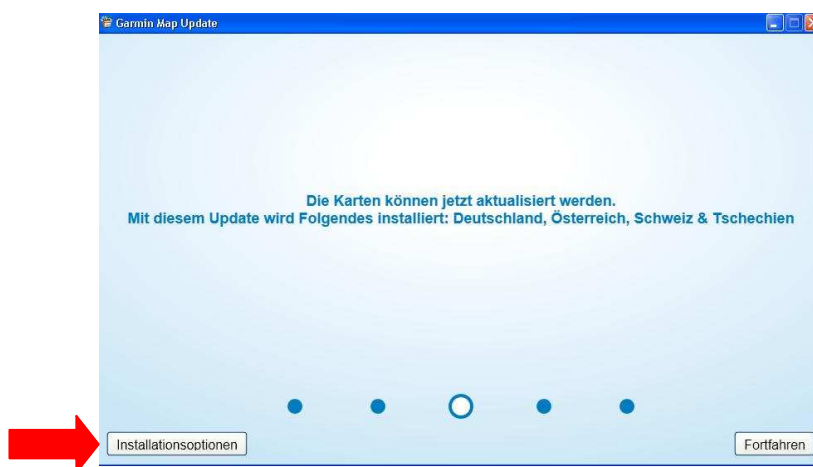 Garmin Map Update
Die Karten können jetzt aktualisiert werden.
Mit diesem Update wird Folgendes installiert: Deutschland, Österreich, Schweiz & Tschechien
Installationsoptionen
Fortfahren